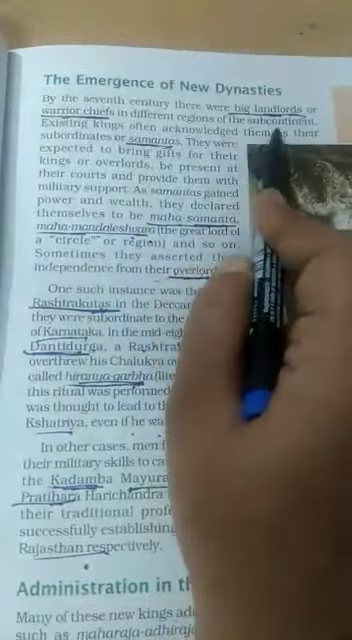 The Emergence of New Dynasties
By the seventh century there were big landlords or
warrior chiefs in different regions of the subcontinent.
Existing kings often acknowledged them as their
subordinates or samantas. They were
expected to bring gifts for their
kings or overlords, be present at
their courts and provide them with
military support. As samantas gained
power and wealth, they declared
themselves to be maha-samanta,
maha-mandaleshvara (the great lord of
a "circle" or region) and so on.
Sometimes they asserted
independence from their overlord
One such instance was
Rashtrakutas in the Deccan
they were subordinate to the
of Karnataka. In the mid-eig
Dantidurga, a Rashtra
overthrew his Chalukya ov
called hiranya-garbha (lite
this ritual was performed
was thought to lead to th
Kshatriya, even if he wa
In other cases, men
their military skills to ca
the Kadamba Mayura
Pratihara Harichandra
their traditional prof
successfully establishing
Rajasthan respectively.
Administration in th
Many of these new kings ad
such as maharaja-adhiraj